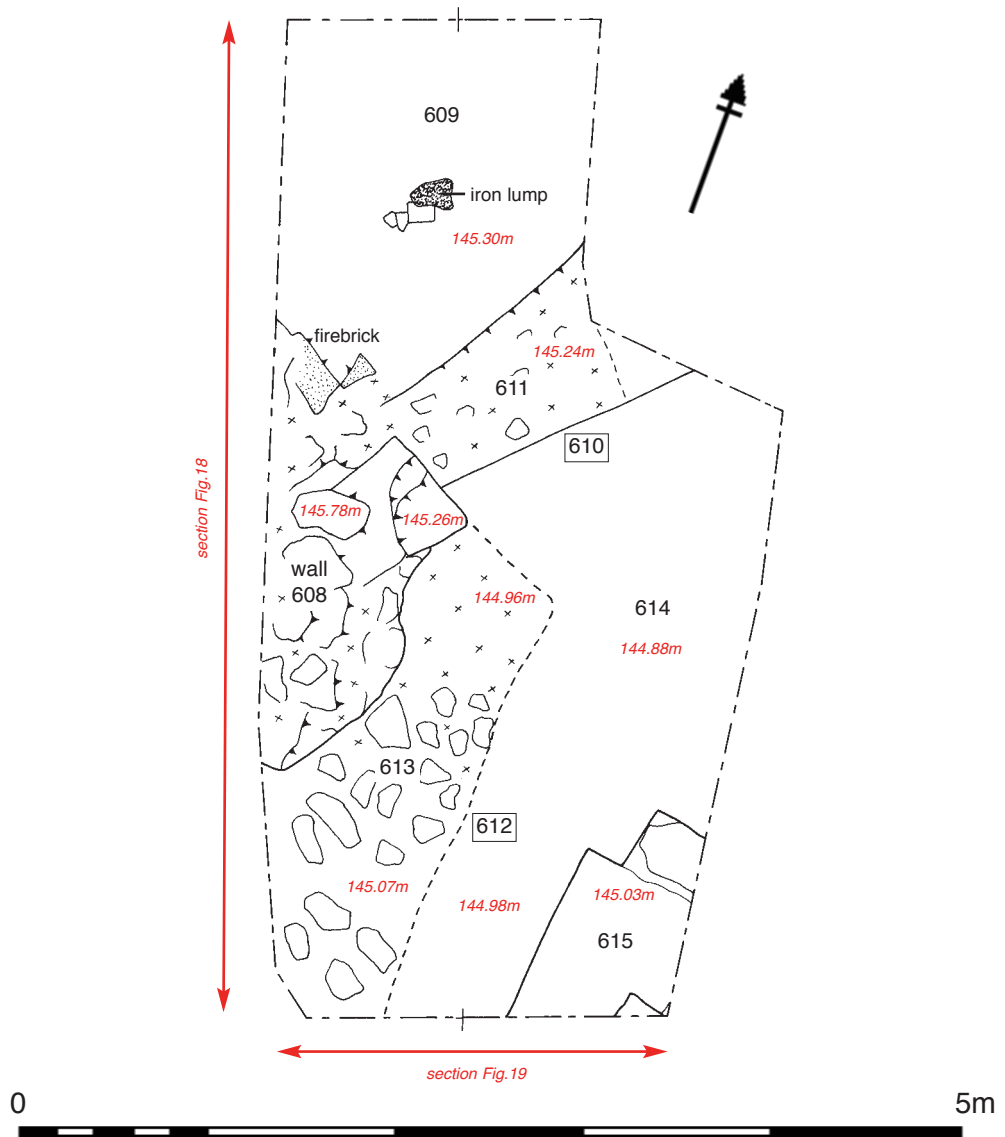 609
iron lump
145.30m
firebrick
145.24m
611
610
section Fig.18
145.78m
145.26m
wall
608
144.96m
614
144.88m
613
612
145.07m
145.03m
144.98m
615
section Fig.19
0
5m